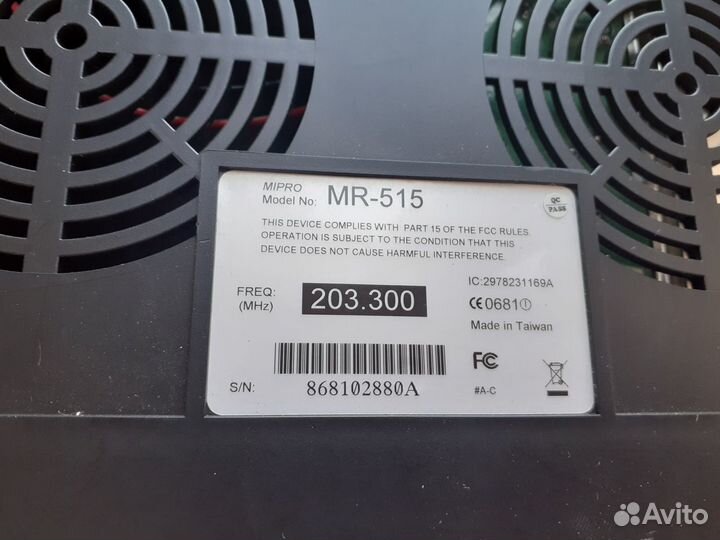 MIPRO
Model No: MR-515
QC
PASS
THIS DEVICE COMPLIES WITH PART 15 OF THE FCC RULES.
OPERATION IS SUBJECT TO THE CONDITION THAT THIS
DEVICE DOES NOT CAUSE HARMFUL INTERFERENCE.
IC:2978231169A
FREQ:
(MHz)
203.300
CE0681
Made in Taiwan
FC
S/N: 868102880A
#A-C
Avito